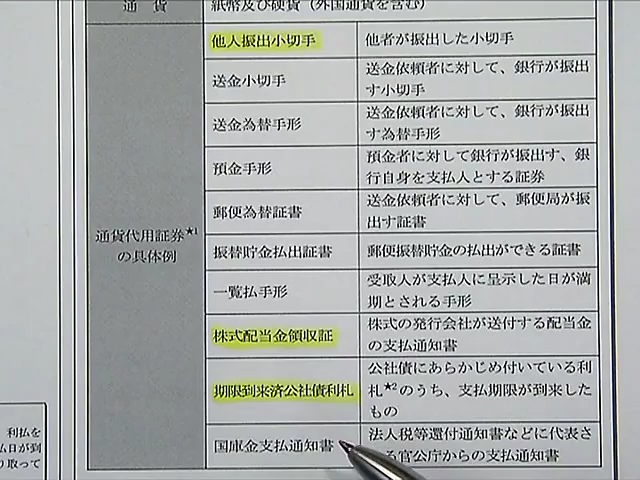 通貨
紙幣及び硬貨（外国通貨を含む）
通貨代用証券★1
の具体例
他人振出小切手
他者が振出した小切手
送金小切手
送金依頼者に対して、銀行が振出
す小切手
送金為替手形
送金依頼者に対して、銀行が振出
す為替手形
預金手形
預金者に対して銀行が振出す、銀
行自身を支払人とする証券
郵便為替証書
送金依頼者に対して、郵便局が振
出す証書
振替貯金払出証書
郵便振替貯金の払出ができる証書
一覧払手形
受取人が支払人に呈示した日が満
期とされる手形
株式配当金領収証
株式の発行会社が送付する配当金
の支払通知書
期限到来済公社債利札
公社債にあらかじめ付いている利
札★2のうち、支払期限が到来した
もの
国庫金支払通知書
法人税等還付通知書などに代表さ
る官公庁からの支払通知書
利払を
払日が到
り取って